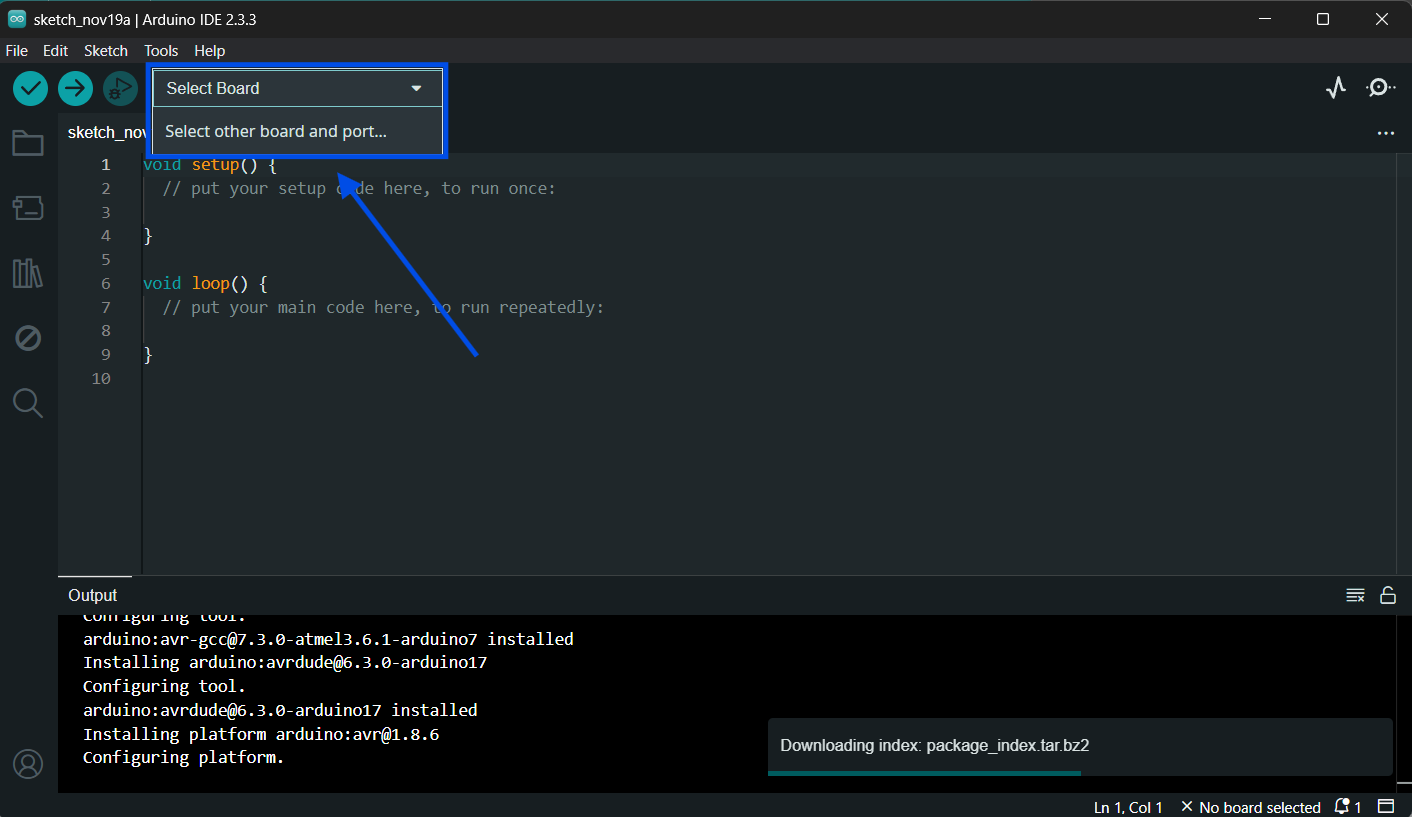 sketch_nov19a | Arduino IDE 2.3.3
File Edit Sketch Tools Help
Select Board
Select other board and port...
sketch_nov
1 void setup() {
2 // put your setup code here, to run once:
3
4 }
5
6 void loop() {
7 // put your main code here, to run repeatedly:
8
9 }
10
Output
Configuring tool.
arduino:avr-gcc@7.3.0-atmel3.6.1-arduino7 installed
Installing arduino:avrdude@6.3.0-arduino17
Configuring tool.
arduino:avrdude@6.3.0-arduino17 installed
Installing platform arduino:avr@1.8.6
Configuring platform.
Downloading index: package_index.tar.bz2
Ln 1, Col 1 No board selected 1